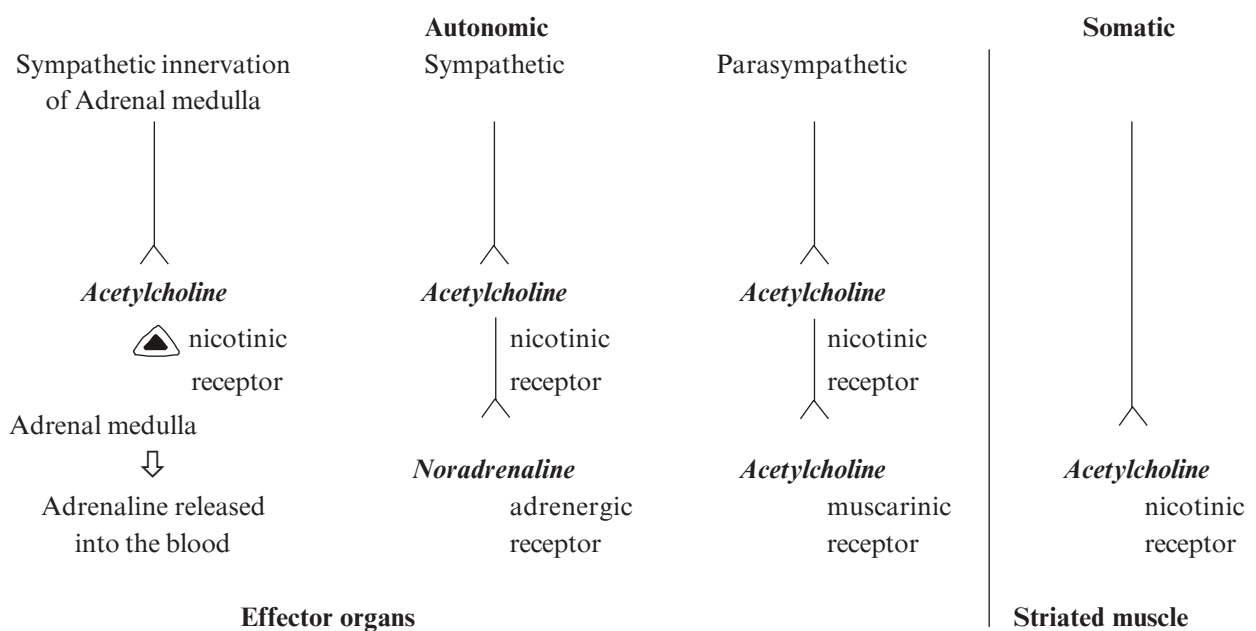 Autonomic
Somatic
Sympathetic innervation
of Adrenal medulla
Sympathetic
Parasympathetic
Acetylcholine
Acetylcholine
Acetylcholine
nicotinic
receptor
nicotinic
receptor
nicotinic
receptor
Adrenal medulla
Adrenaline released
into the blood
Noradrenaline
adrenergic
receptor
Acetylcholine
muscarinic
receptor
Acetylcholine
nicotinic
receptor
Effector organs
Striated muscle